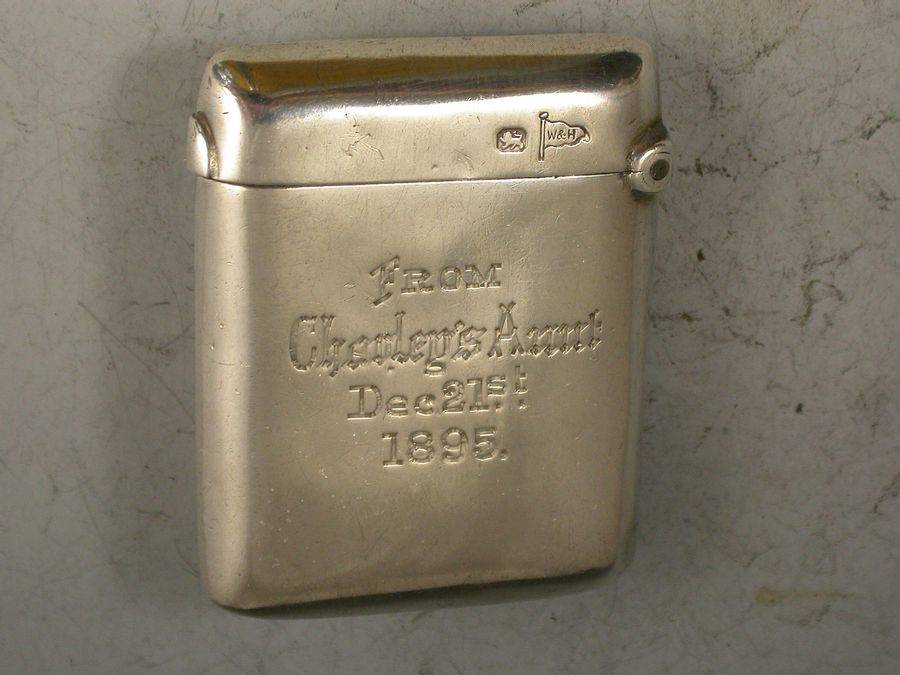 W&H
FROM
Charley's Aunt
Dec. 21st
1895.